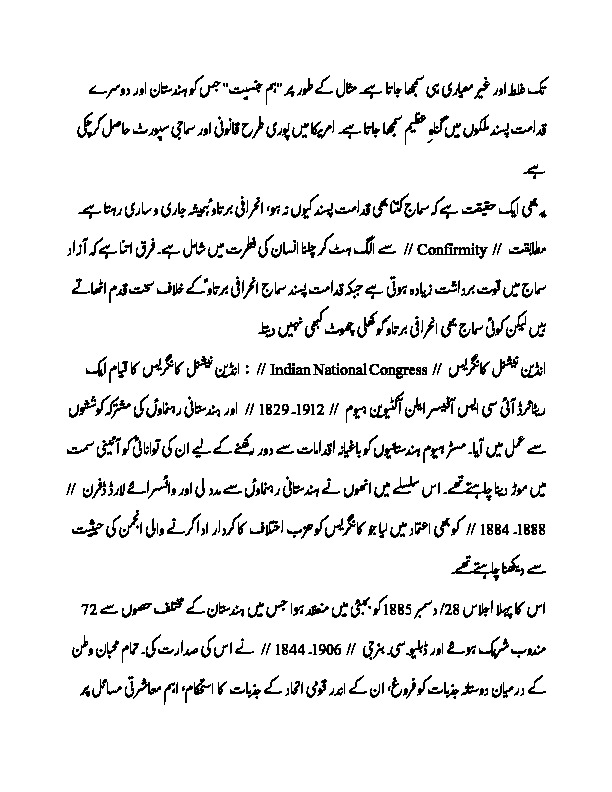 تک غلط اور غیر معیاری ہی سمجھا جاتا ہے۔ مثال کے طور پر "ہم جنسیت" جس کو ہندستان اور دوسرے
قدامت پسند ملکوں میں گناہِ عظیم سمجھا جاتا ہے۔ امریکا میں پوری طرح قانونی اور سماجی سپورٹ حاصل کرچکی
ہے۔
یہ بھی ایک حقیقت ہے کہ سماج کتنا بھی قدامت پسند کیوں نہ ہو، انحرافی برتاوٗ ہمیشہ جاری و ساری رہتا ہے۔
مطابقت // Confirmity // سے الگ ہٹ کر چلنا انسان کی فطرت میں شامل ہے۔ فرق اتنا ہے کہ آزاد
سماج میں قوت برداشت زیادہ ہوتی ہے جبکہ قدامت پسند سماج انحرافی برتاوٗ کے خلاف سخت قدم اٹھاتے
ہیں لیکن کوئی سماج بھی انحرافی برتاو کو کھلی چھوٹ کبھی نہیں دیتا۔
انڈین نیشنل کانگریس // Indian National Congress // : انڈین نیشنل کانگریس کا قیام ایک
ریٹائرڈ آئی سی ایس آفیسر ایلن آکٹیوین ہیوم // 1912۔1829 // اور ہندستانی رہنماوٗں کی مشترکہ کوششوں
سے عمل میں آیا۔ مسٹر ہیوم ہندستانیوں کو باغیانہ اقدامات سے دور رکھنے کے لیے ان کی توانائی کو آئینی سمت
میں موڑ دینا چاہتے تھے۔ اس سلسلے میں انھوں نے ہندستانی رہنماوٗں سے مدد لی اور وائسرائے لارڈ ڈفرن //
1888۔1884 // کو بھی اعتماد میں لیا جو کانگریس کو حزب اختلاف کا کردار ادا کرنے والی انجمن کی حیثیت
سے دیکھنا چاہتے تھے۔
اس کا پہلا اجلاس 28/ دسمبر 1885 کو بمبئی میں منعقد ہوا جس میں ہندستان کے مختلف حصوں سے 72
مندوب شریک ہوئے اور ڈبلیو۔سی۔ بنرجی // 1906۔1844 // نے اس کی صدارت کی۔ تمام محبان وطن
کے درمیان دوستانہ جذبات کو فروغ، ان کے اندر قومی اتحاد کے جذبات کا استحکام، اہم معاشرتی مسائل پر